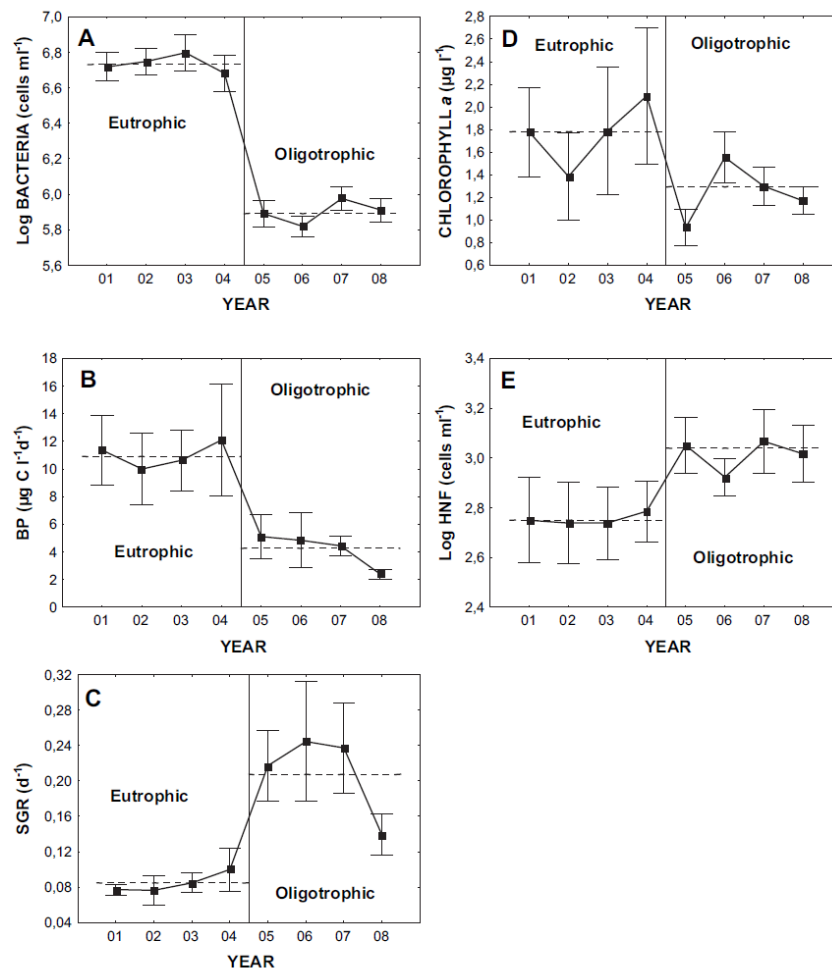 A
Log BACTERIA (cells ml⁻¹)
7,0
6,8
6,6
6,4
6,2
6,0
5,8
5,6
Eutrophic
Oligotrophic
01 02 03 04 05 06 07 08
YEAR
D
CHLOROPHYLL a (µg l⁻¹)
2,8
2,6
2,4
2,2
2,0
1,8
1,6
1,4
1,2
1,0
0,8
0,6
Eutrophic
Oligotrophic
01 02 03 04 05 06 07 08
YEAR
B
BP (µg C l⁻¹d⁻¹)
18
16
14
12
10
8
6
4
2
0
Oligotrophic
Eutrophic
01 02 03 04 05 06 07 08
YEAR
E
Log HNF (cells ml⁻¹)
3,4
3,2
3,0
2,8
2,6
2,4
Eutrophic
Oligotrophic
01 02 03 04 05 06 07 08
YEAR
C
SGR (d⁻¹)
0,32
0,28
0,24
0,20
0,16
0,12
0,08
0,04
Eutrophic
Oligotrophic
01 02 03 04 05 06 07 08
YEAR